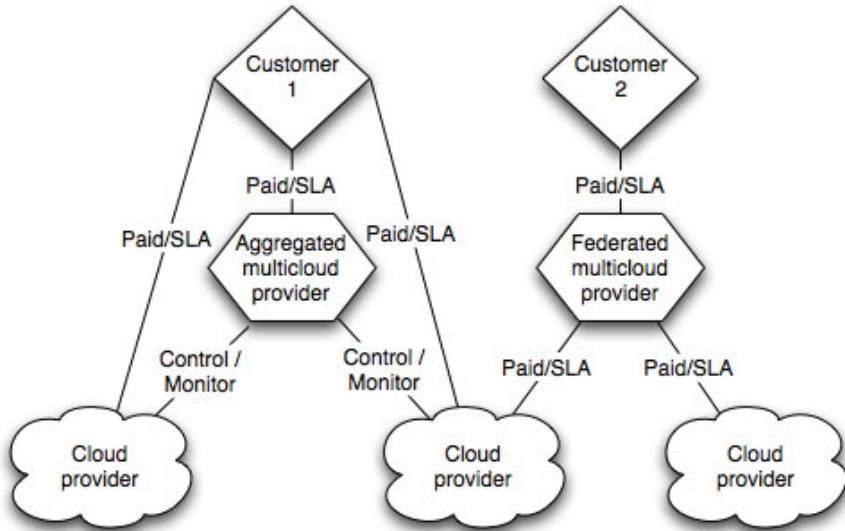 Customer
1
Customer
2
Paid/SLA
Paid/SLA
Paid/SLA
Paid/SLA
Aggregated
multicloud
provider
Federated
multicloud
provider
Control /
Monitor
Control /
Monitor
Paid/SLA
Paid/SLA
Cloud
provider
Cloud
provider
Cloud
provider